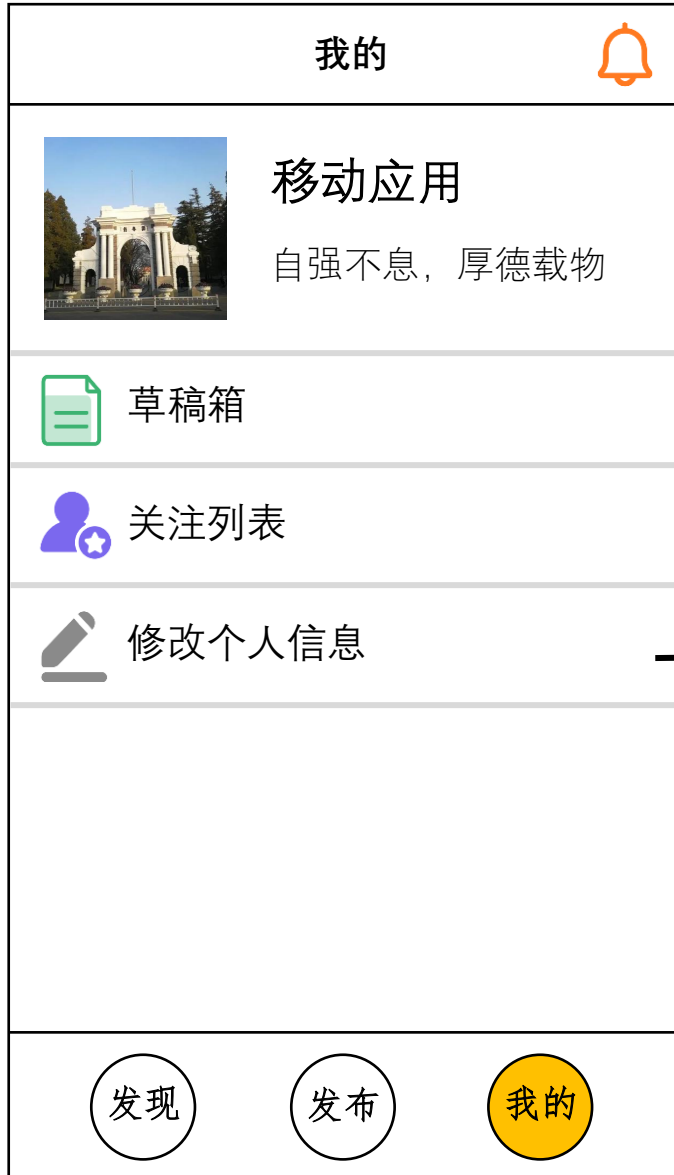 我的
移动应用
自强不息，厚德载物
草稿箱
关注列表
修改个人信息
发现
发布
我的